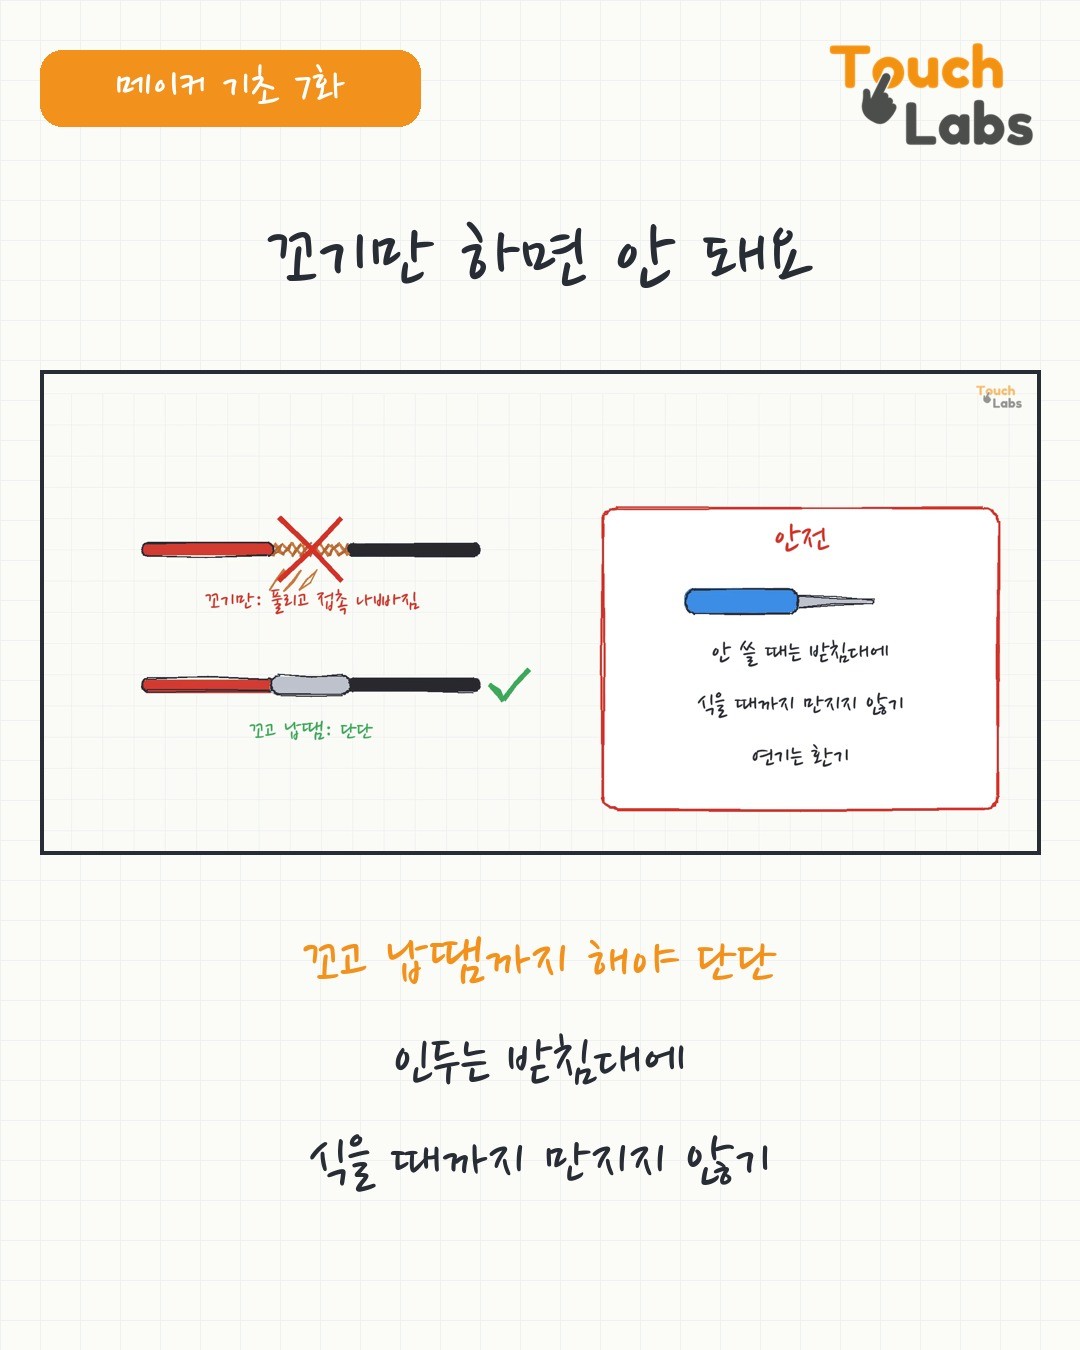 메이커 기초 7화
Touch
Labs
꼬기만 하면 안 돼요
Touch
Labs
꼬기만: 풀리고 접촉 나빠짐
꼬고 납땜: 단단
안전
안 쓸 때는 받침대에
식을 때까지 만지지 않기
연기는 환기
꼬고 납땜까지 해야 단단
인두는 받침대에
식을 때까지 만지지 않기